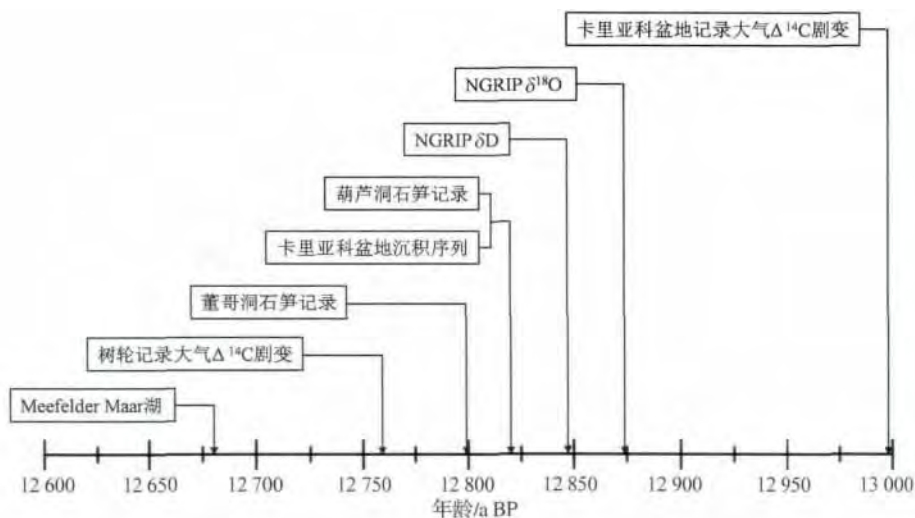 卡里亚科盆地记录大气Δ ¹⁴C剧变
NGRIP δ¹⁸O
NGRIP δD
葫芦洞石笋记录
卡里亚科盆地沉积序列
董哥洞石笋记录
树轮记录大气Δ ¹⁴C剧变
Meefelder Maar湖
12 600 12 650 12 700 12 750 12 800 12 850 12 900 12 950 13 000
年龄/a BP